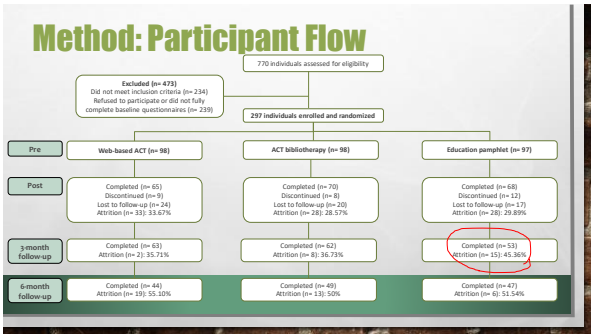 Method: Participant Flow
770 individuals assessed for eligibility
Excluded (n= 473)
Did not meet inclusion criteria (n= 234)
Refused to participate or did not fully
complete baseline questionnaires (n= 239)
297 individuals enrolled and randomized
Pre
Web-based ACT (n= 98)
ACT bibliotherapy (n= 98)
Education pamphlet (n= 97)
Post
Completed (n= 65)
Discontinued (n= 9)
Lost to follow-up (n= 24)
Attrition (n= 33): 33.67%
Completed (n= 70)
Discontinued (n= 8)
Lost to follow-up (n= 20)
Attrition (n= 28): 28.57%
Completed (n= 68)
Discontinued (n= 12)
Lost to follow-up (n= 17)
Attrition (n= 28): 29.89%
3-month
follow-up
Completed (n= 63)
Attrition (n= 2): 35.71%
Completed (n= 62)
Attrition (n= 8): 36.73%
Completed (n= 53)
Attrition (n= 15): 45.36%
6-month
follow-up
Completed (n= 44)
Attrition (n= 19): 55.10%
Completed (n= 49)
Attrition (n= 13): 50%
Completed (n= 47)
Attrition (n= 6): 51.54%